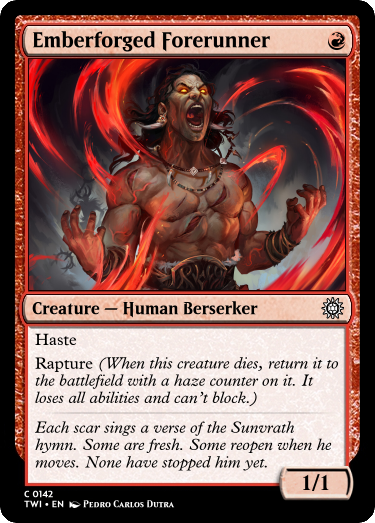 Emberforged Forerunner
Creature — Human Berserker
Haste
Rapture (When this creature dies, return it to
the battlefield with a haze counter on it. It
loses all abilities and can't block.)
Each scar sings a verse of the Sunvrath
hymn. Some are fresh. Some reopen when he
moves. None have stopped him yet.
1/1
C 0142
TWI • EN Pedro Carlos Dutra